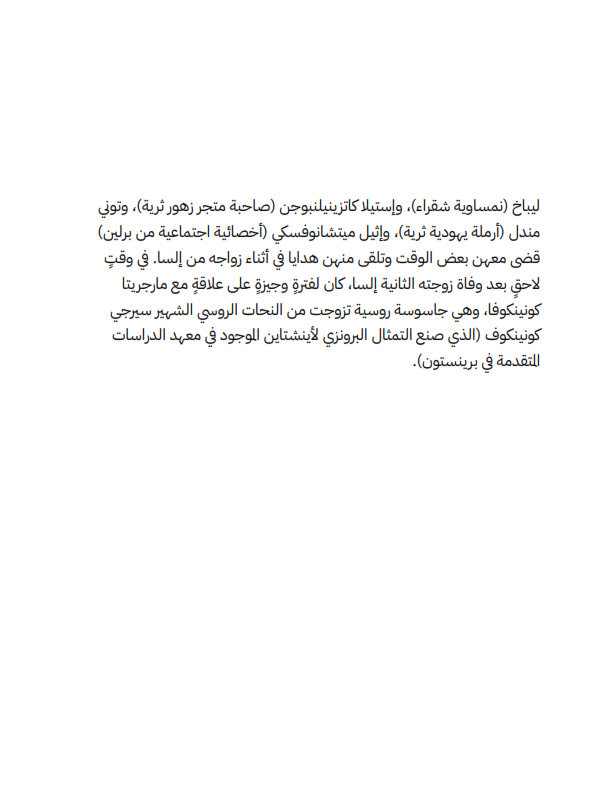 ليباخ (نمساوية شقراء)، وإستيلا كاتزينيلنبوجن (صاحبة متجر زهور ثرية)، وتوني
مندل (أرملة يهودية ثرية)، وإثيل ميتشانوفسكي (أخصائية اجتماعية من برلين)
قضى معهن بعض الوقت وتلقى منهن هدايا في أثناء زواجه من إلسا. في وقتٍ
لاحقٍ بعد وفاة زوجته الثانية إلسا، كان لفترةٍ وجيزةٍ على علاقةٍ مع مارجريتا
كونينكوفا، وهي جاسوسة روسية تزوجت من النحات الروسي الشهير سيرجي
كونينكوف (الذي صنع التمثال البرونزي لأينشتاين الموجود في معهد الدراسات
المتقدمة في برينستون).